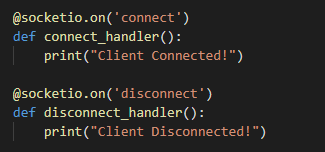 @socketio.on('connect')
def connect_handler():
    print("Client Connected!")

@socketio.on('disconnect')
def disconnect_handler():
    print("Client Disconnected!")